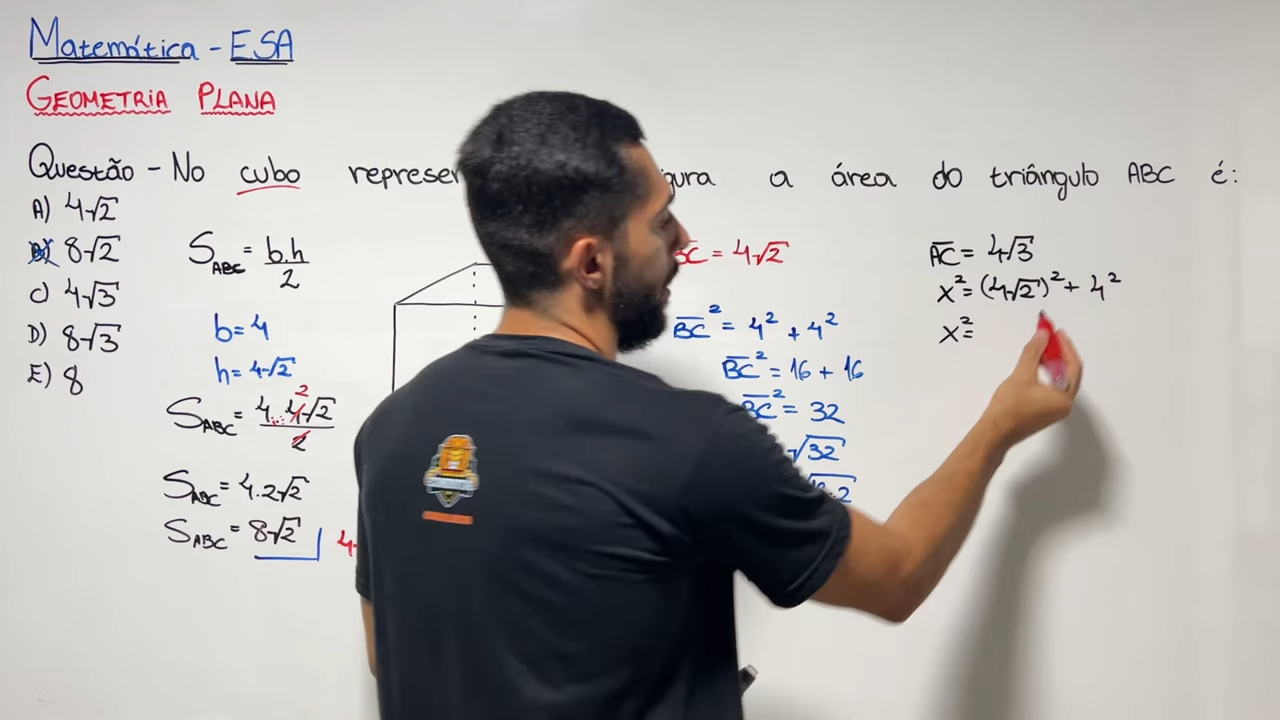 Matemática - ESA
GEOMETRIA PLANA
Questão - No cubo represen gura a área do triângulo ABC é:
A) 4√2
B) 8√2
C) 4√3
D) 8√3
E) 8
S_ABC = b.h/2
b = 4
h = 4√2
S_ABC = 4.4√2/2
2
S_ABC = 4.2√2
S_ABC = 8√2
4
BC = 4√2
BC² = 4² + 4²
BC² = 16 + 16
BC² = 32
√32
.2
AC = 4√3
x² = (4√2)² + 4²
x² =